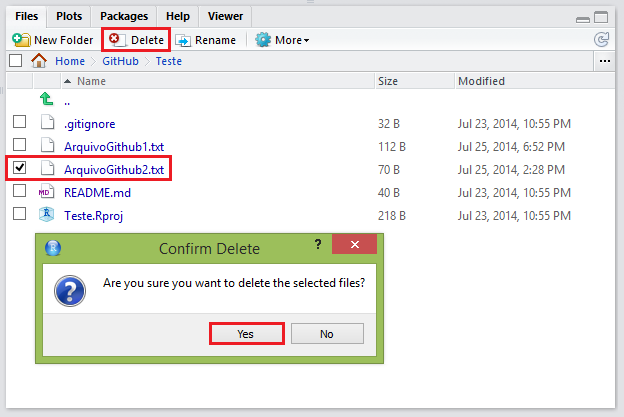 Files Plots Packages Help Viewer
New Folder Delete Rename More
Home GitHub Teste ...
Name Size Modified
..
.gitignore 32 B Jul 23, 2014, 10:55 PM
ArquivoGithub1.txt 112 B Jul 25, 2014, 6:52 PM
ArquivoGithub2.txt 70 B Jul 25, 2014, 2:28 PM
MD README.md 40 B Jul 23, 2014, 10:55 PM
R Teste.Rproj 218 B Jul 23, 2014, 10:55 PM
R Confirm Delete ? x
? Are you sure you want to delete the selected files?
Yes No